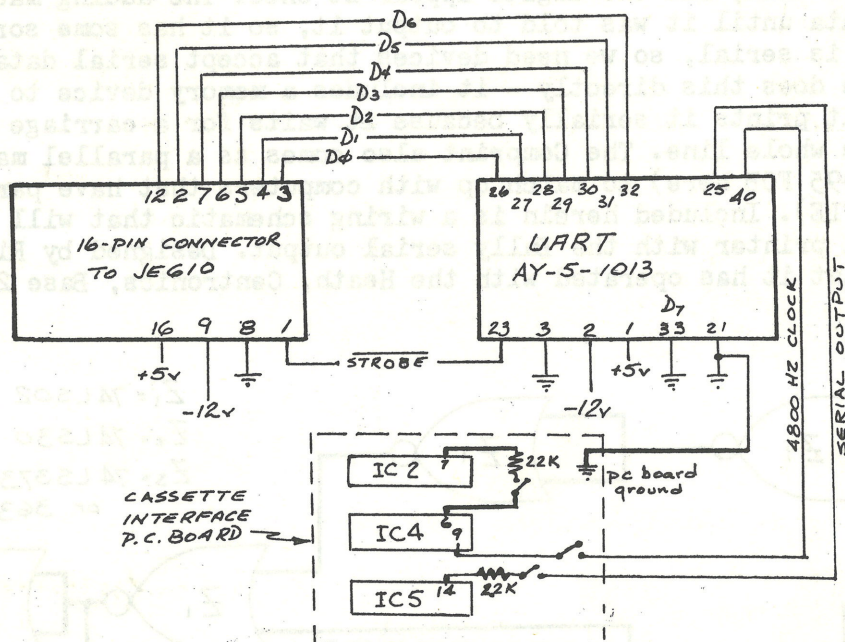 D6
D5
D4
D3
D2
D1
DØ
12 2 7 6 5 4 3
26 27 28 29 30 31 32 25 40
16-PIN CONNECTOR
TO JE610
UART
AY-5-1013
D7
16 9 8 1
23 3 2 1 33 21
+5v
-12v
STROBE
-12v
+5v
4800 HZ CLOCK
SERIAL OUTPUT
IC 2
7
22K
pc board
ground
CASSETTE
INTERFACE
P.C. BOARD
IC4
6
9
IC5
14
22K